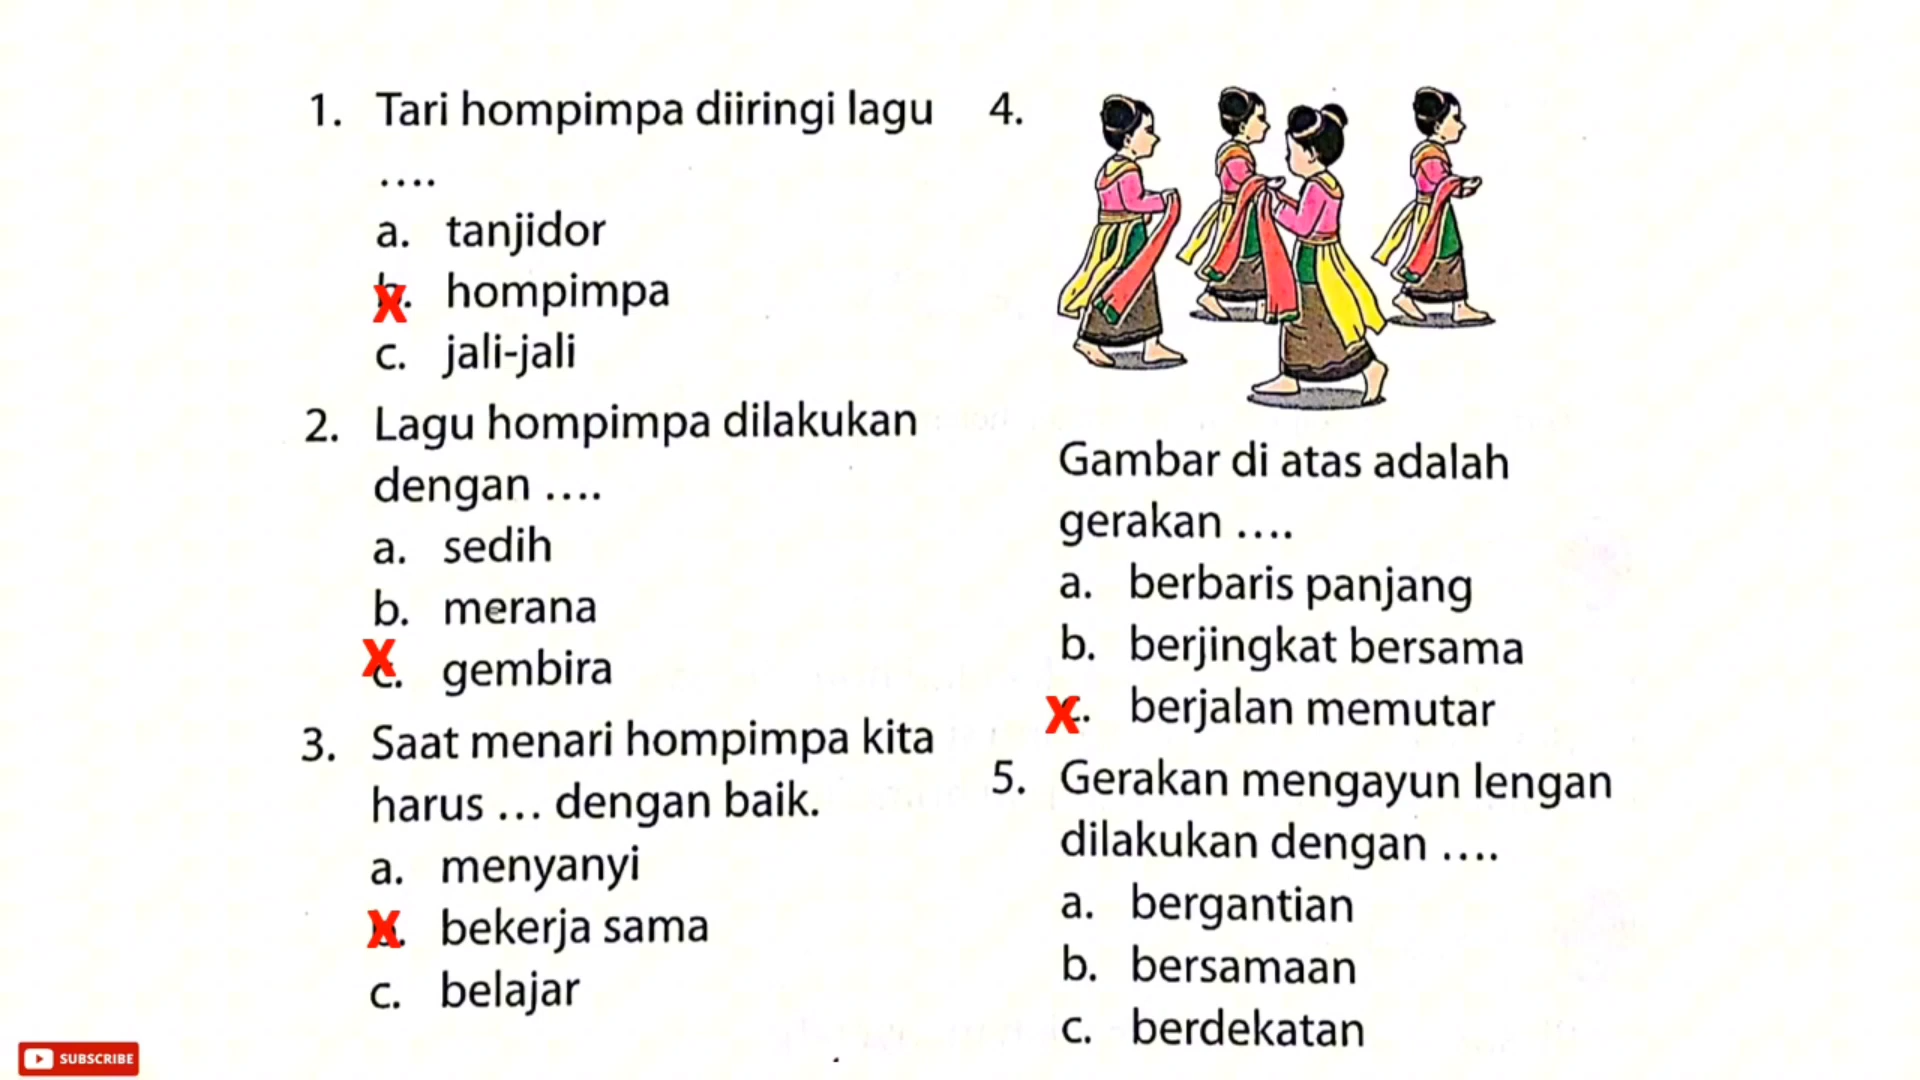 1. Tari hompimpa diiringi lagu
....
a. tanjidor
X. hompimpa
c. jali-jali
2. Lagu hompimpa dilakukan
dengan ....
a. sedih
b. merana
X c. gembira
3. Saat menari hompimpa kita
harus ... dengan baik.
a. menyanyi
X. bekerja sama
c. belajar
4.
Gambar di atas adalah
gerakan ....
a. berbaris panjang
b. berjingkat bersama
X. berjalan memutar
5. Gerakan mengayun lengan
dilakukan dengan ....
a. bergantian
b. bersamaan
c. berdekatan
SUBSCRIBE